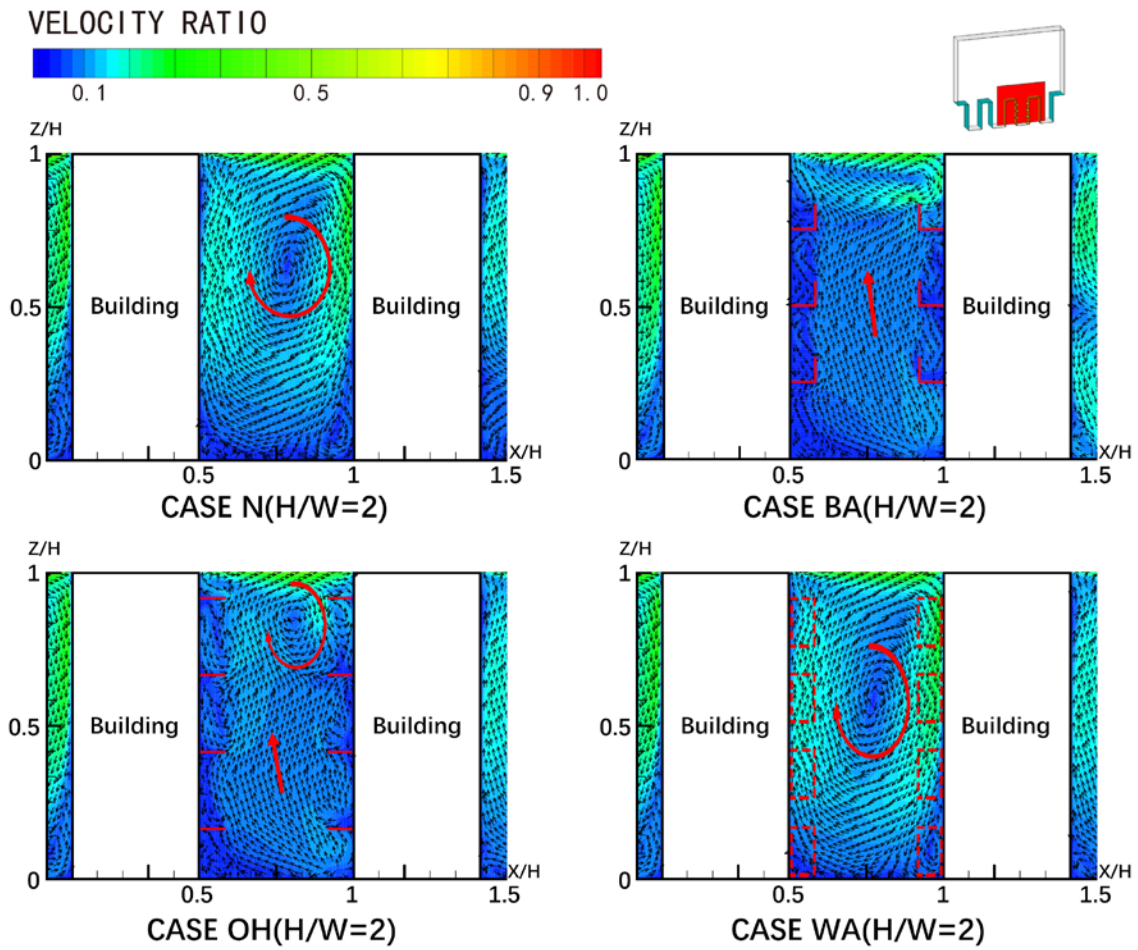 VELOCITY RATIO
0.1 0.5 0.9 1.0
Z/H
1
0.5
0
Building
Building
0.5 1 1.5
X/H
CASE N(H/W=2)
Z/H
1
0.5
0
Building
Building
0.5 1 1.5
X/H
CASE BA(H/W=2)
Z/H
1
0.5
0
Building
Building
0.5 1 1.5
X/H
CASE OH(H/W=2)
Z/H
1
0.5
0
Building
Building
0.5 1 1.5
X/H
CASE WA(H/W=2)